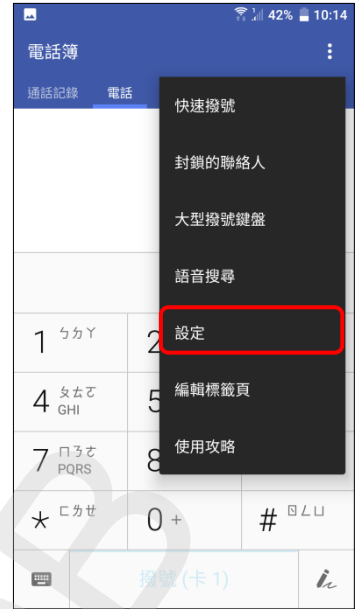 42% 10:14
電話簿
通話記錄 電話
快速撥號
封鎖的聯絡人
大型撥號鍵盤
語音搜尋
設定
編輯標籤頁
使用攻略
1 ㄅㄉㄚ 2
4 ㄆㄊㄛ GHI 5
7 ㄇㄋㄜ PQRS 8
* ㄈㄌㄝ 0 + # ㄖㄙㄩ
撥號 (卡 1)